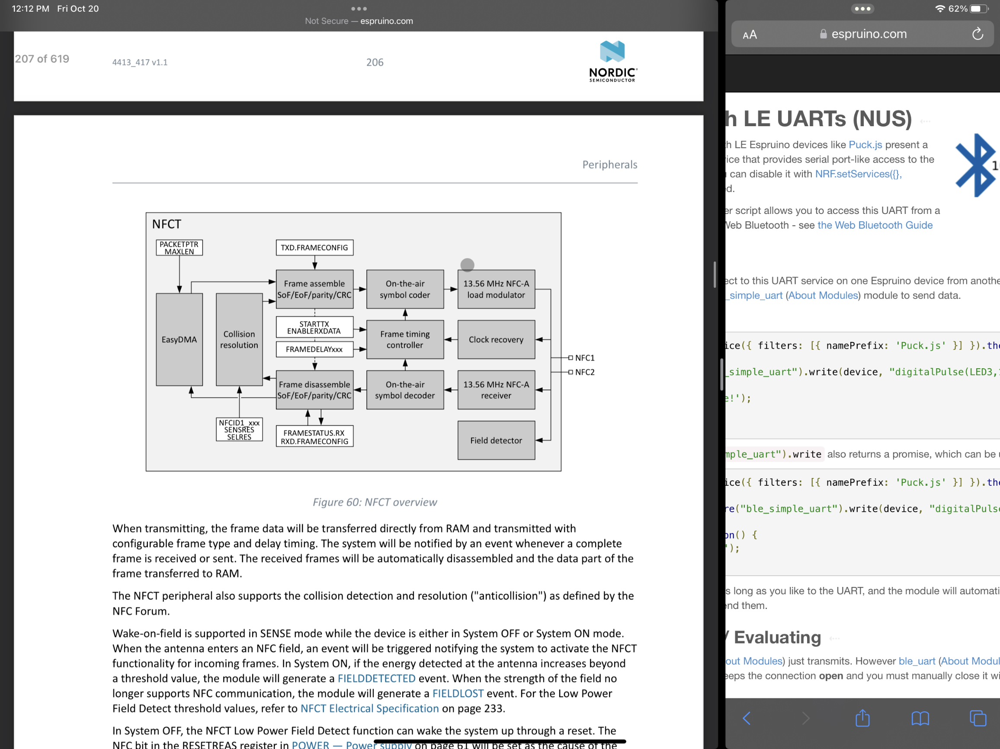 12:12 PM Fri Oct 20
Not Secure — espruino.com
207 of 619
4413_417 v1.1
206
NORDIC
SEMICONDUCTOR
Peripherals
NFCT
PACKETPTR
MAXLEN
TXD.FRAMECONFIG
Frame assemble
SoF/EoF/parity/CRC
On-the-air
symbol coder
13.56 MHz NFC-A
load modulator
EasyDMA
Collision
resolution
STARTTX
ENABLERXDATA
FRAMEDELAYxxx
Frame timing
controller
Clock recovery
NFC1
NFC2
Frame disassemble
SoF/EoF/parity/CRC
On-the-air
symbol decoder
13.56 MHz NFC-A
receiver
NFCID1_xxx
SENSRES
SELRES
FRAMESTATUS.RX
RXD.FRAMECONFIG
Field detector
Figure 60: NFCT overview
When transmitting, the frame data will be transferred directly from RAM and transmitted with
configurable frame type and delay timing. The system will be notified by an event whenever a complete
frame is received or sent. The received frames will be automatically disassembled and the data part of the
frame transferred to RAM.
The NFCT peripheral also supports the collision detection and resolution ("anticollision") as defined by the
NFC Forum.
Wake-on-field is supported in SENSE mode while the device is either in System OFF or System ON mode.
When the antenna enters an NFC field, an event will be triggered notifying the system to activate the NFCT
functionality for incoming frames. In System ON, if the energy detected at the antenna increases beyond
a threshold value, the module will generate a FIELDDETECTED event. When the strength of the field no
longer supports NFC communication, the module will generate a FIELDLOST event. For the Low Power
Field Detect threshold values, refer to NFCT Electrical Specification on page 233.
In System OFF, the NFCT Low Power Field Detect function can wake the system up through a reset. The
NFC bit in the RESETREAS register in POWER — Power supply on page 61 will be set as the cause of the
62%
AA espruino.com
h LE UARTs (NUS)
h LE Espruino devices like Puck.js present a
ice that provides serial port-like access to the
can disable it with NRF.setServices({},
ed.
er script allows you to access this UART from a
Web Bluetooth - see the Web Bluetooth Guide
ect to this UART service on one Espruino device from anothe
_simple_uart (About Modules) module to send data.
ice({ filters: [{ namePrefix: 'Puck.js' }] }).the
_simple_uart").write(device, "digitalPulse(LED3,
e!');
mple_uart").write also returns a promise, which can be
ice({ filters: [{ namePrefix: 'Puck.js' }] }).the
re("ble_simple_uart").write(device, "digitalPuls
on() {
');
s long as you like to the UART, and the module will automati
end them.
/ Evaluating
out Modules) just transmits. However ble_uart (About Modul
eeps the connection open and you must manually close it wi